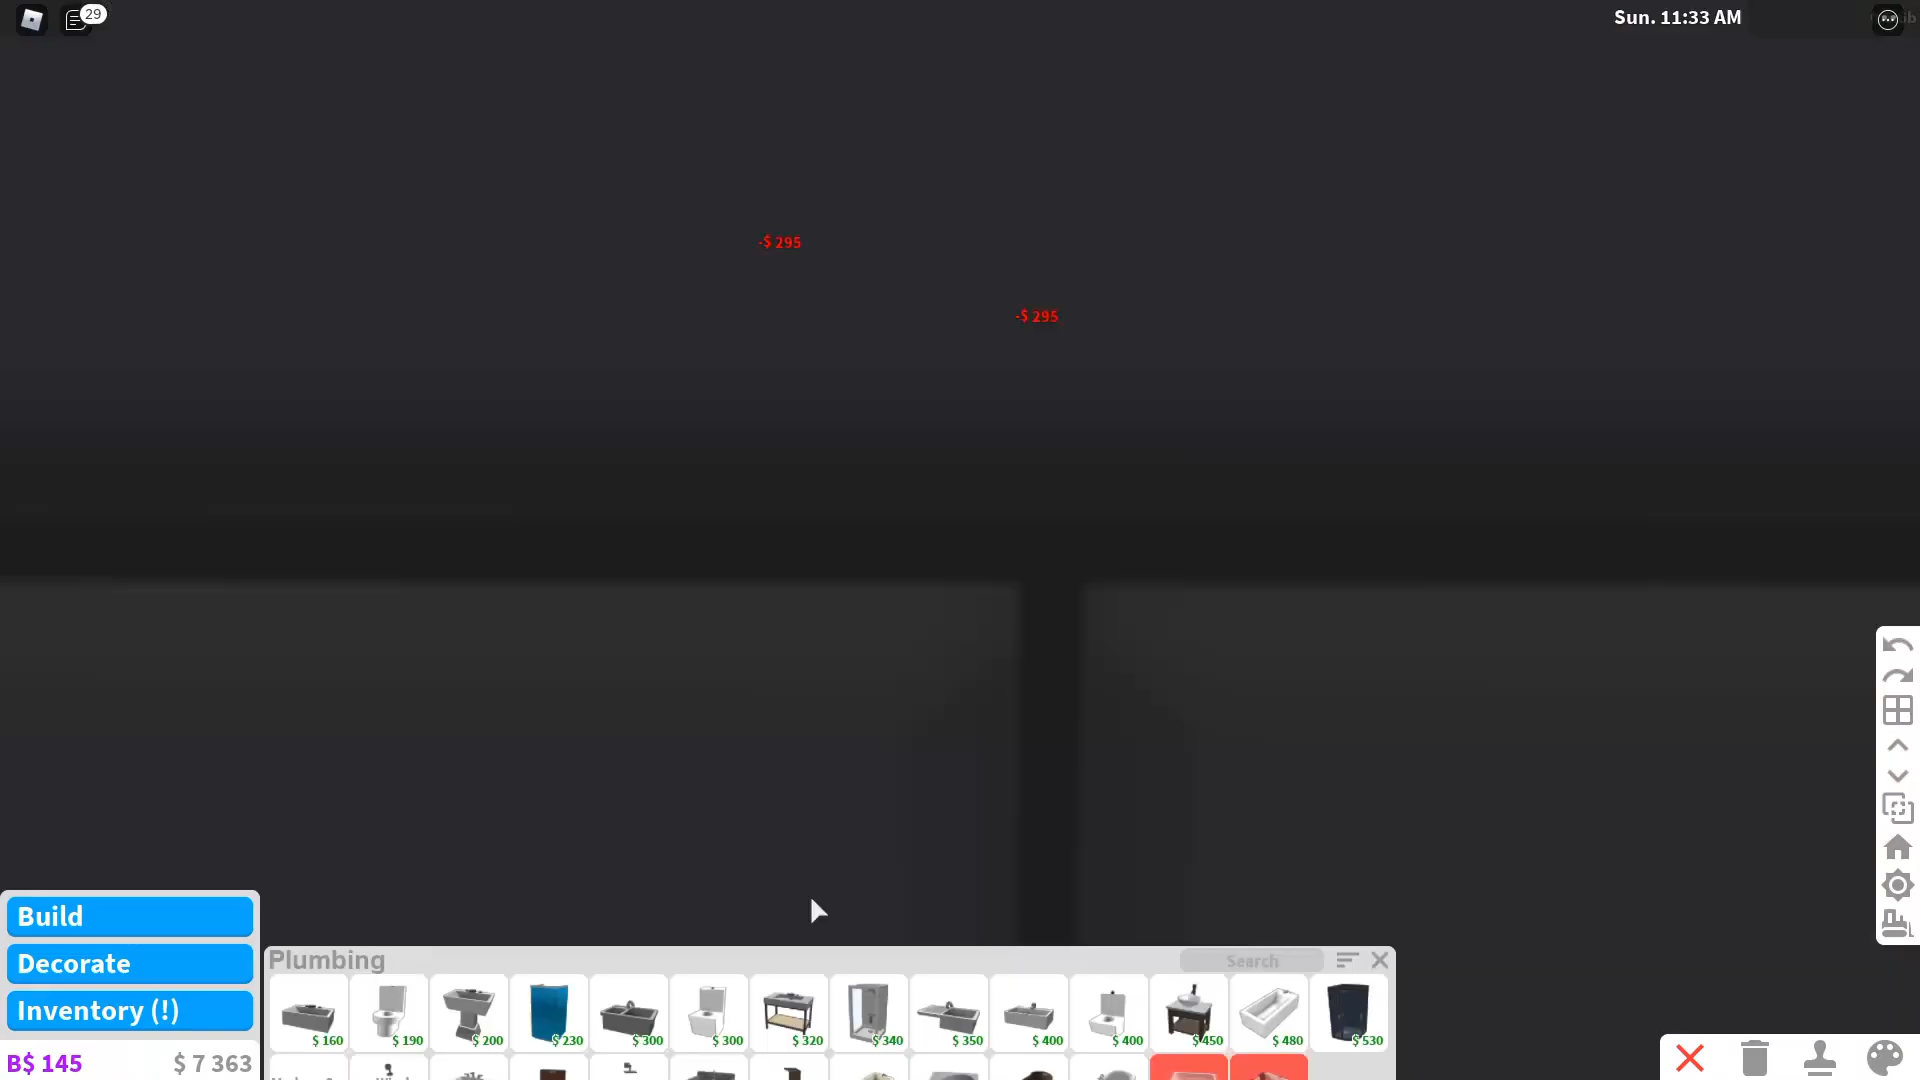 29
Sun. 11:33 AM
-$ 295
-$ 295
Build
Decorate
Inventory (!)
B$ 145
$ 7 363
Plumbing
Search
$ 160
$ 190
$ 200
$ 230
$ 300
$ 300
$ 320
$ 340
$ 350
$ 400
$ 400
$ 450
$ 480
$ 530